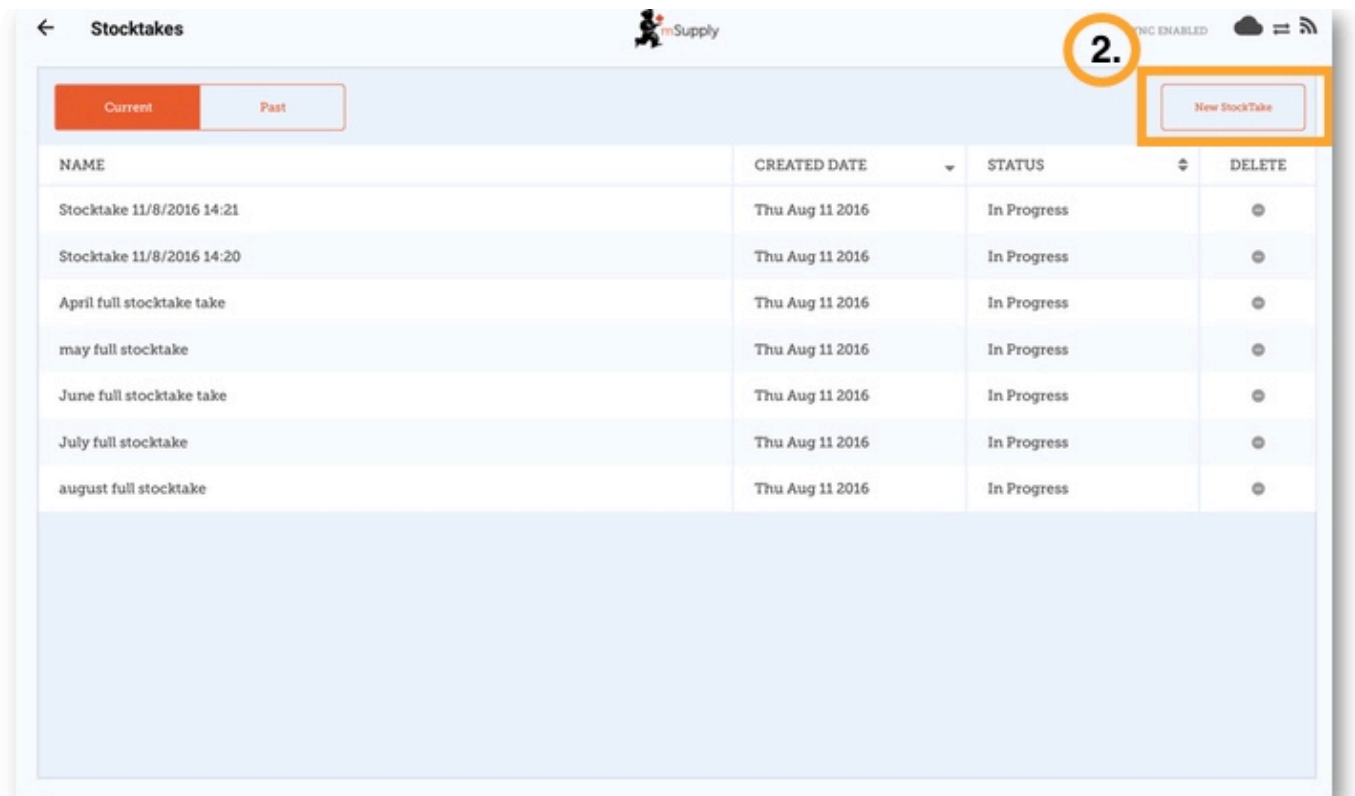 Stocktakes
mSupply
NC ENABLED
2.
Current
Past
New StockTake
NAME CREATED DATE STATUS DELETE
Stocktake 11/8/2016 14:21 Thu Aug 11 2016 In Progress
Stocktake 11/8/2016 14:20 Thu Aug 11 2016 In Progress
April full stocktake take Thu Aug 11 2016 In Progress
may full stocktake Thu Aug 11 2016 In Progress
June full stocktake take Thu Aug 11 2016 In Progress
July full stocktake Thu Aug 11 2016 In Progress
august full stocktake Thu Aug 11 2016 In Progress